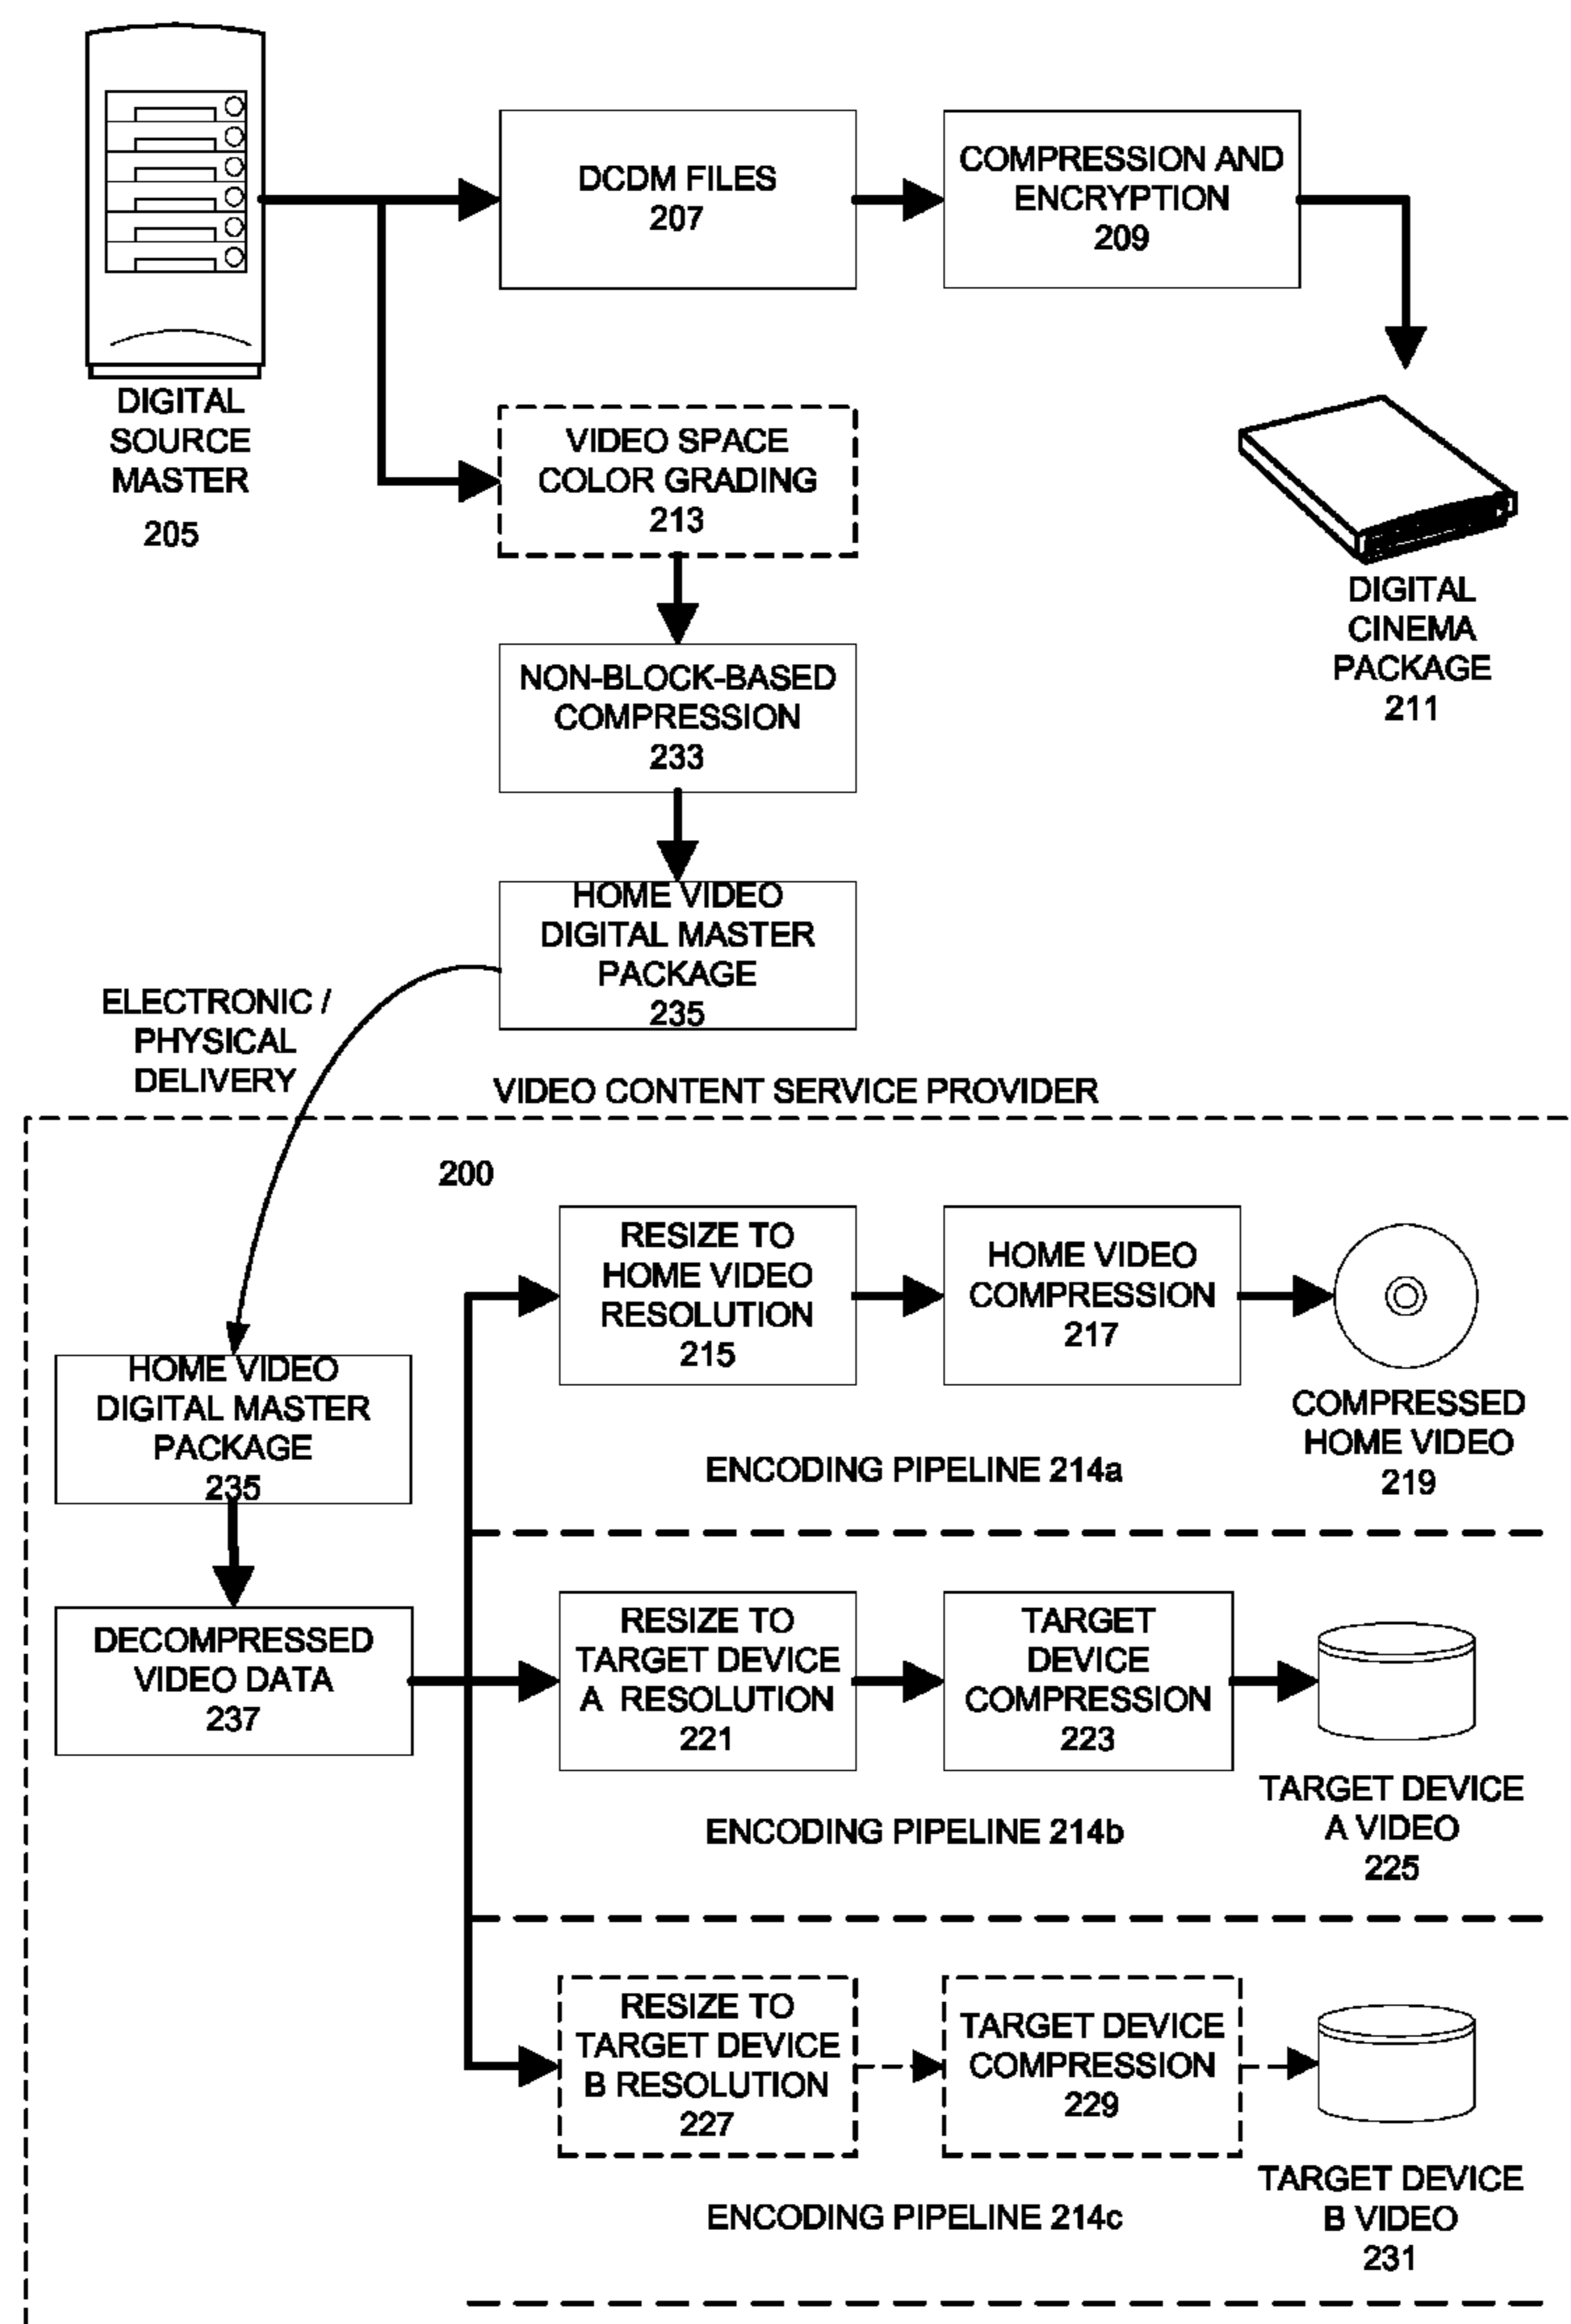 DIGITAL
SOURCE
MASTER
205
DCDM FILES
207
COMPRESSION AND
ENCRYPTION
209
DIGITAL
CINEMA
PACKAGE
211
VIDEO SPACE
COLOR GRADING
213
NON-BLOCK-BASED
COMPRESSION
233
HOME VIDEO
DIGITAL MASTER
PACKAGE
235
ELECTRONIC /
PHYSICAL
DELIVERY
VIDEO CONTENT SERVICE PROVIDER
200
HOME VIDEO
DIGITAL MASTER
PACKAGE
235
DECOMPRESSED
VIDEO DATA
237
RESIZE TO
HOME VIDEO
RESOLUTION
215
HOME VIDEO
COMPRESSION
217
COMPRESSED
HOME VIDEO
219
ENCODING PIPELINE 214a
RESIZE TO
TARGET DEVICE
A RESOLUTION
221
TARGET
DEVICE
COMPRESSION
223
TARGET DEVICE
A VIDEO
225
ENCODING PIPELINE 214b
RESIZE TO
TARGET DEVICE
B RESOLUTION
227
TARGET DEVICE
COMPRESSION
229
TARGET DEVICE
B VIDEO
231
ENCODING PIPELINE 214c